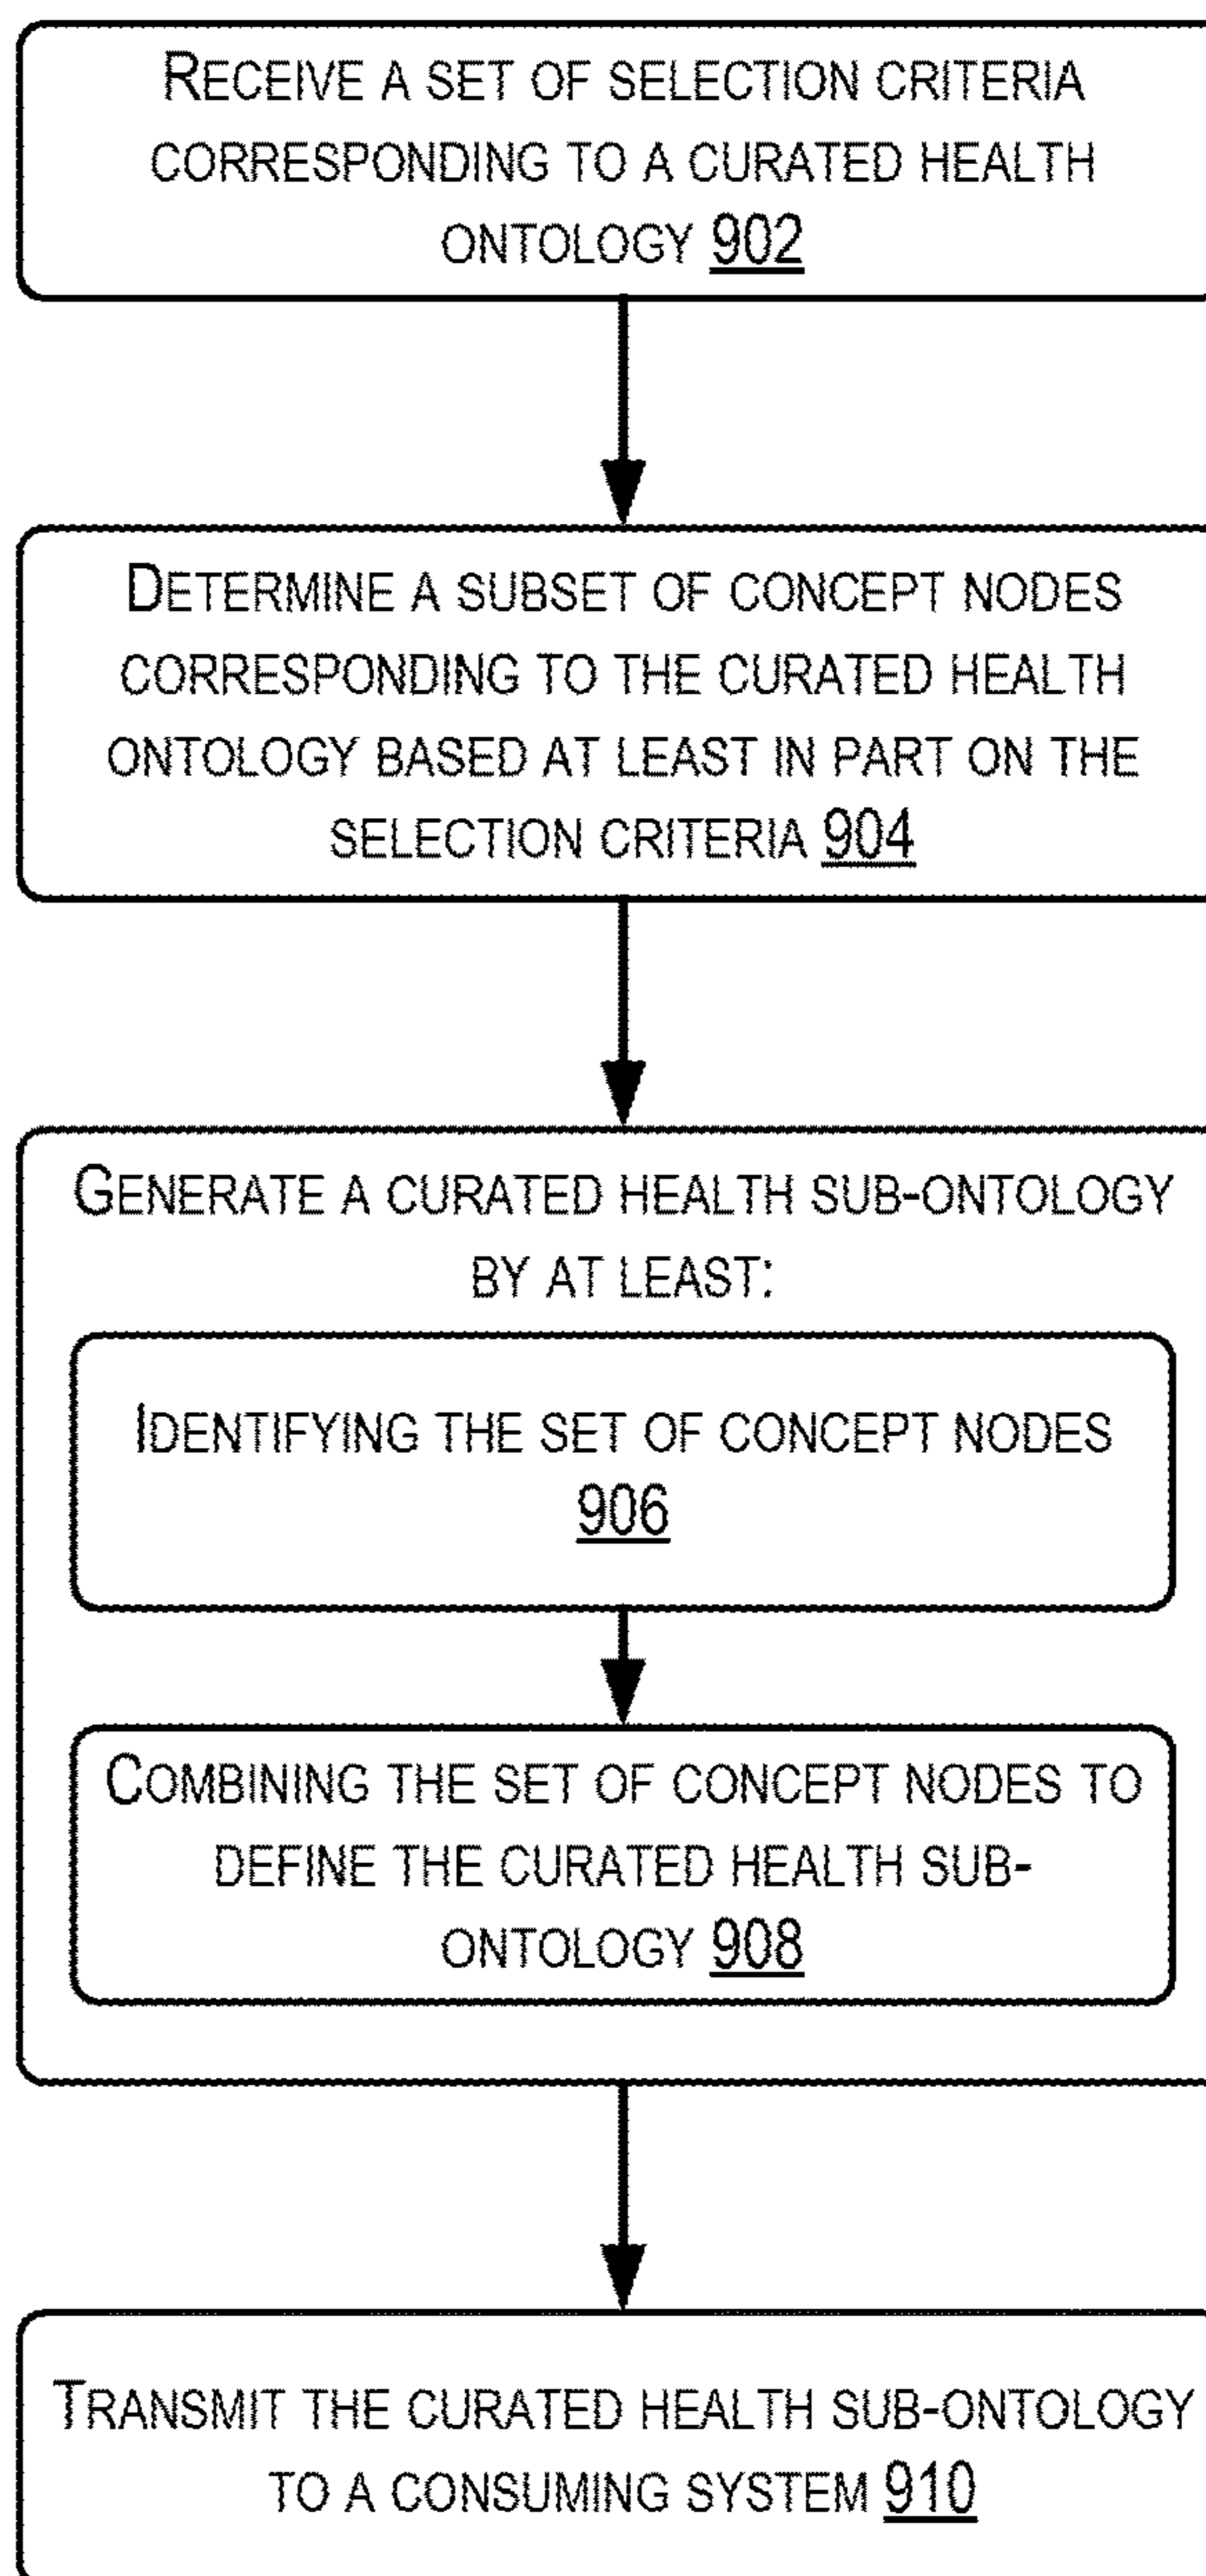 RECEIVE A SET OF SELECTION CRITERIA
CORRESPONDING TO A CURATED HEALTH
ONTOLOGY 902
DETERMINE A SUBSET OF CONCEPT NODES
CORRESPONDING TO THE CURATED HEALTH
ONTOLOGY BASED AT LEAST IN PART ON THE
SELECTION CRITERIA 904
GENERATE A CURATED HEALTH SUB-ONTOLOGY
BY AT LEAST:
IDENTIFYING THE SET OF CONCEPT NODES
906
COMBINING THE SET OF CONCEPT NODES TO
DEFINE THE CURATED HEALTH SUB-
ONTOLOGY 908
TRANSMIT THE CURATED HEALTH SUB-ONTOLOGY
TO A CONSUMING SYSTEM 910